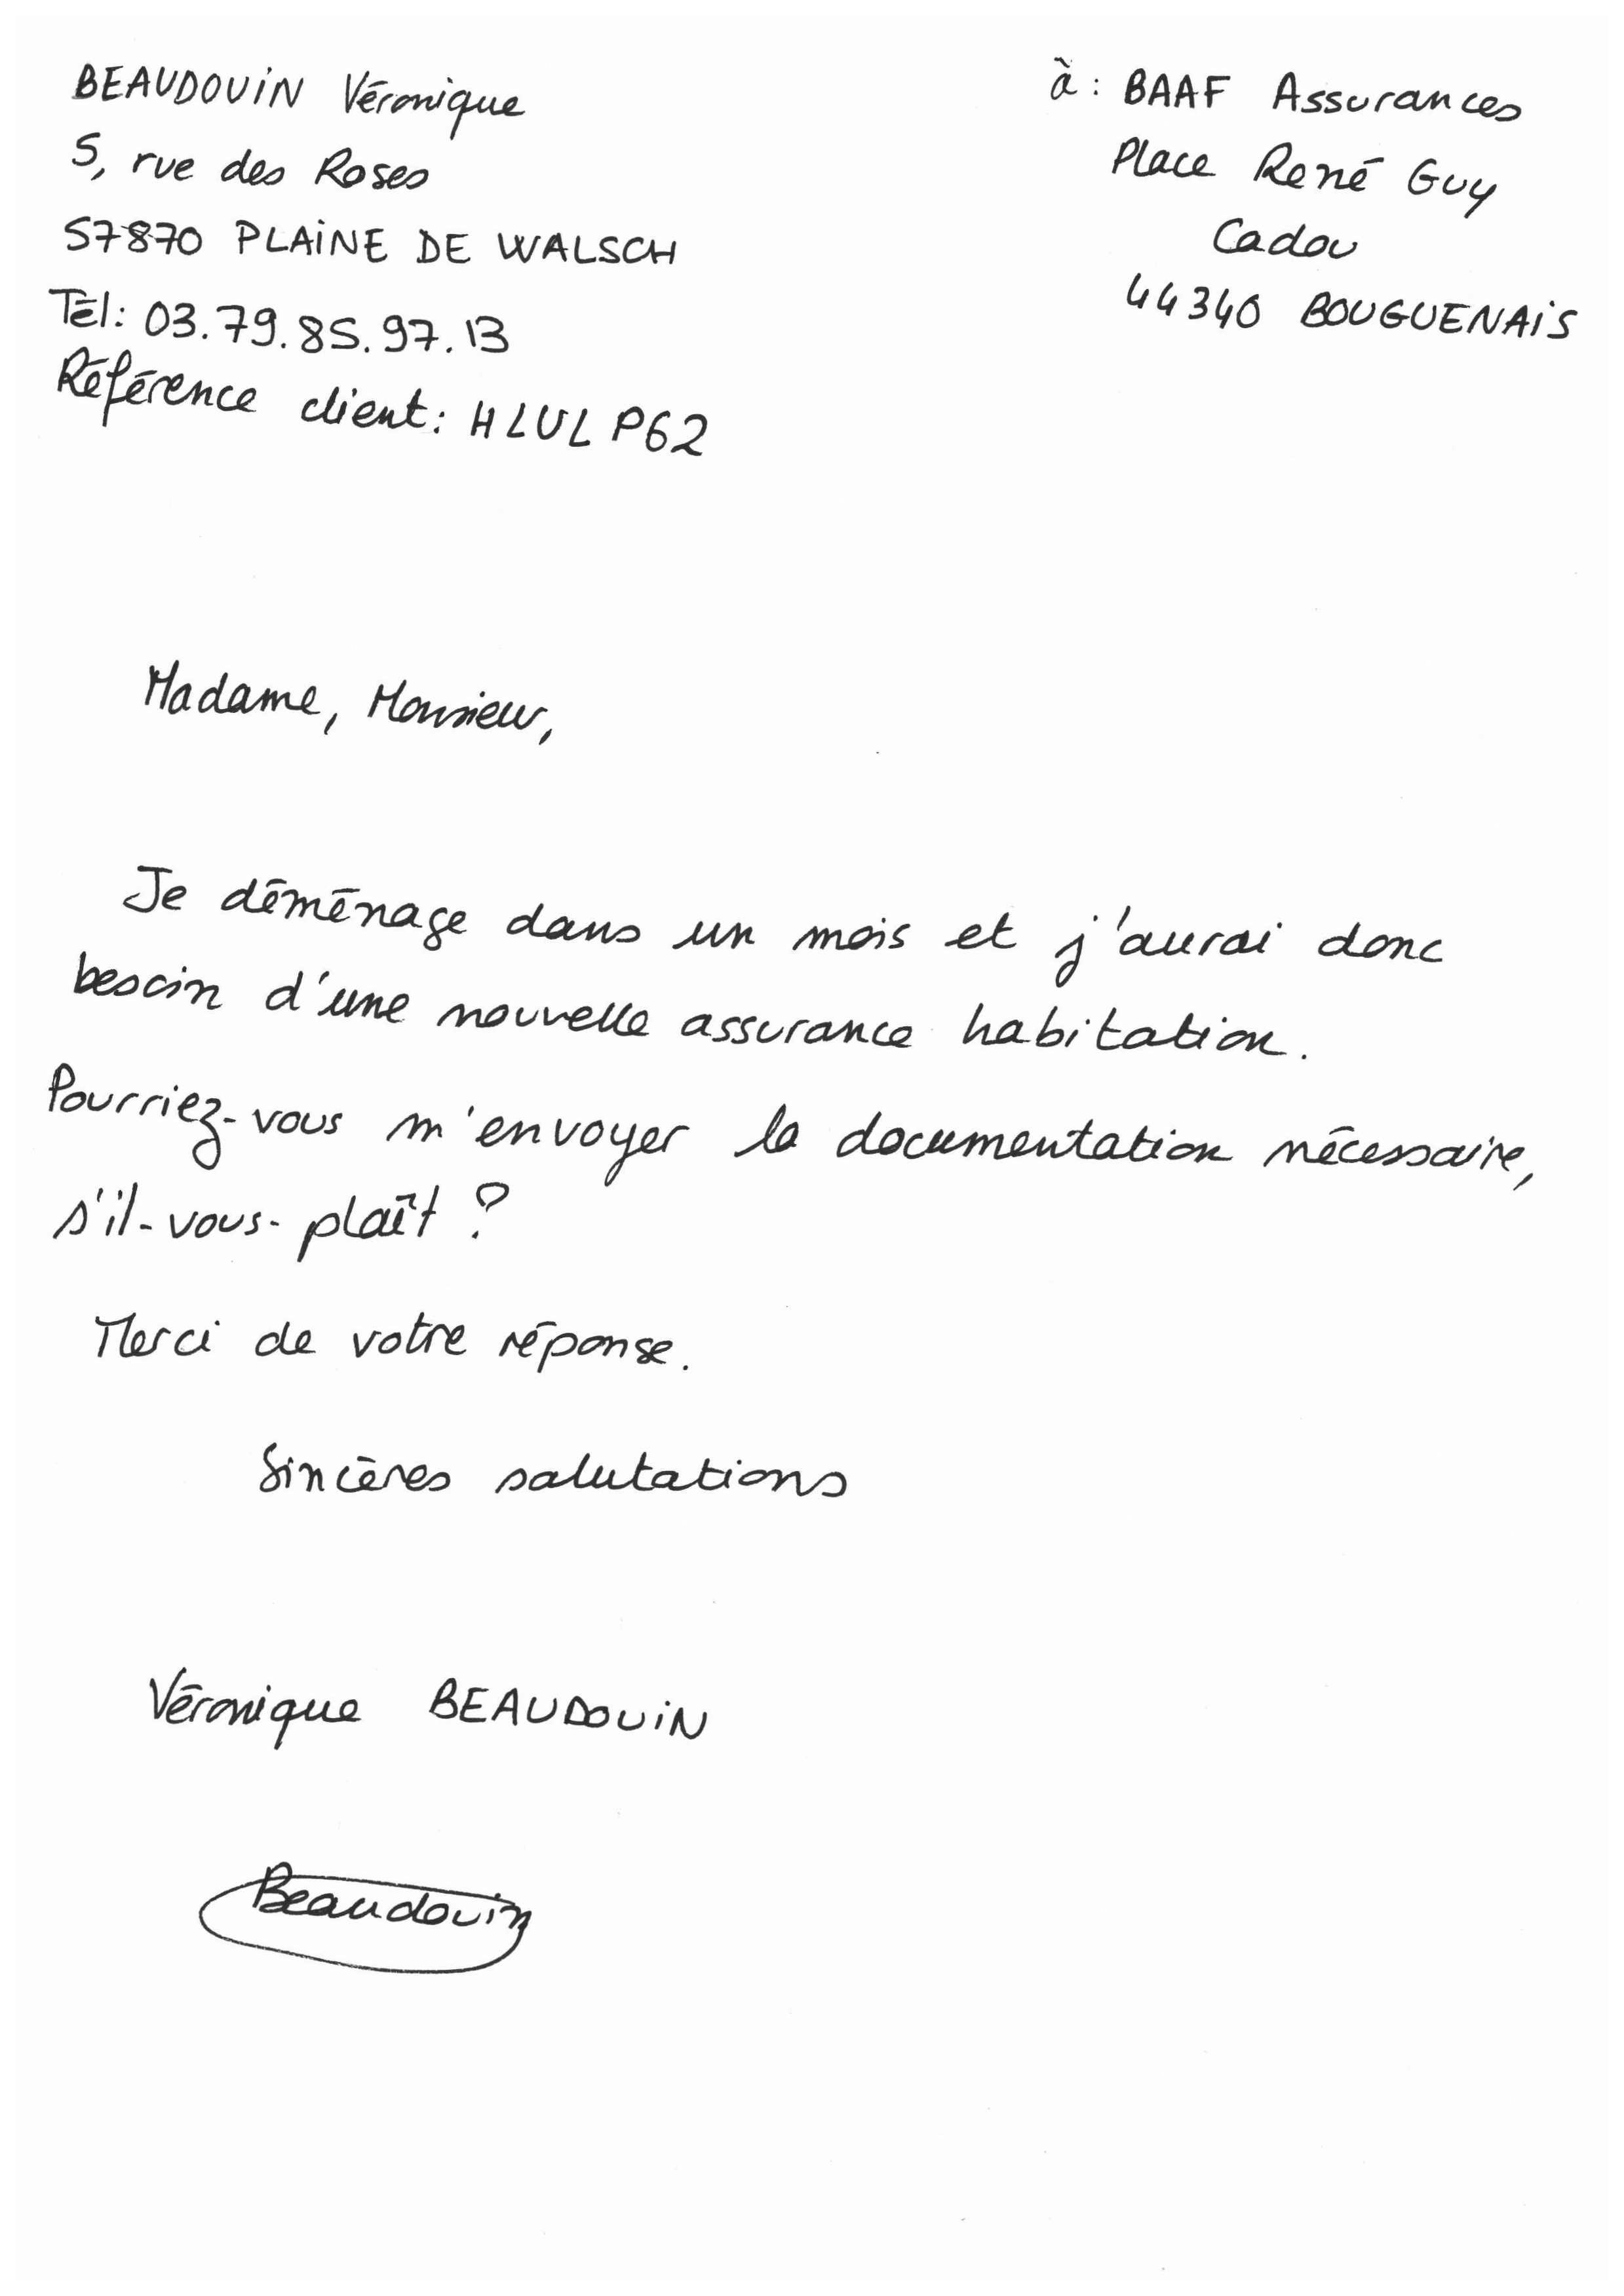 BEAUDOUIN Véronique
5, rue des Roses
57870 PLAINE DE WALSCH
Tél: 03.79.85.97.13
Référence client: HLULP62
à: BAAF Assurances
Place René Guy
Cadou
44340 BOUGUENAIS
Madame, Monsieur,
Je déménage dans un mois et j'aurai donc
besoin d'une nouvelle assurance habitation.
Pourriez-vous m'envoyer la documentation nécessaire,
s'il-vous-plaît ?
Merci de votre réponse.
Sincères salutations
Véronique BEAUDOUIN
Beaudouin